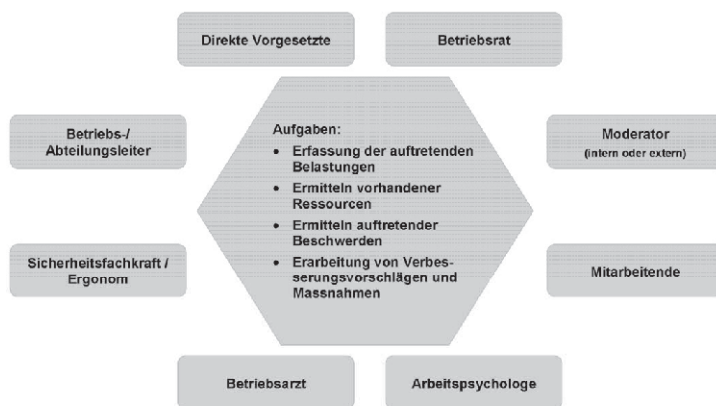 Direkte Vorgesetzte
Betriebsrat
Betriebs-/
Abteilungsleiter
Aufgaben:
• Erfassung der auftretenden
Belastungen
• Ermitteln vorhandener
Ressourcen
• Ermitteln auftretender
Beschwerden
• Erarbeitung von Verbes-
serungsvorschlägen und
Massnahmen
Moderator
(intern oder extern)
Sicherheitsfachkraft /
Ergonom
Mitarbeitende
Betriebsarzt
Arbeitspsychologe